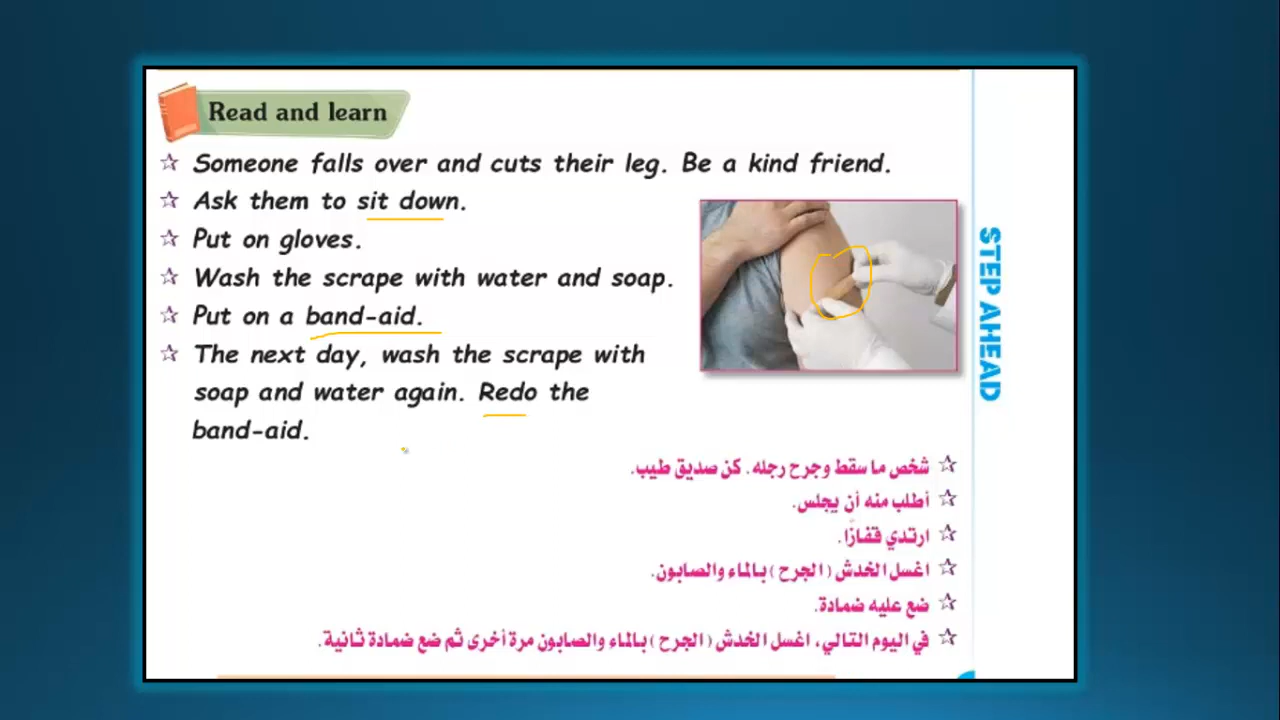 Read and learn
Someone falls over and cuts their leg. Be a kind friend.
Ask them to sit down.
Put on gloves.
Wash the scrape with water and soap.
Put on a band-aid.
The next day, wash the scrape with
soap and water again. Redo the
band-aid.
شخص ما سقط وجرح رجله. كن صديق طيب.
أطلب منه أن يجلس.
ارتدي قفازًا.
اغسل الخدش (الجرح) بالماء والصابون.
ضع عليه ضمادة.
في اليوم التالي، اغسل الخدش (الجرح) بالماء والصابون مرة أخرى ثم ضع ضمادة ثانية.
STEP AHEAD